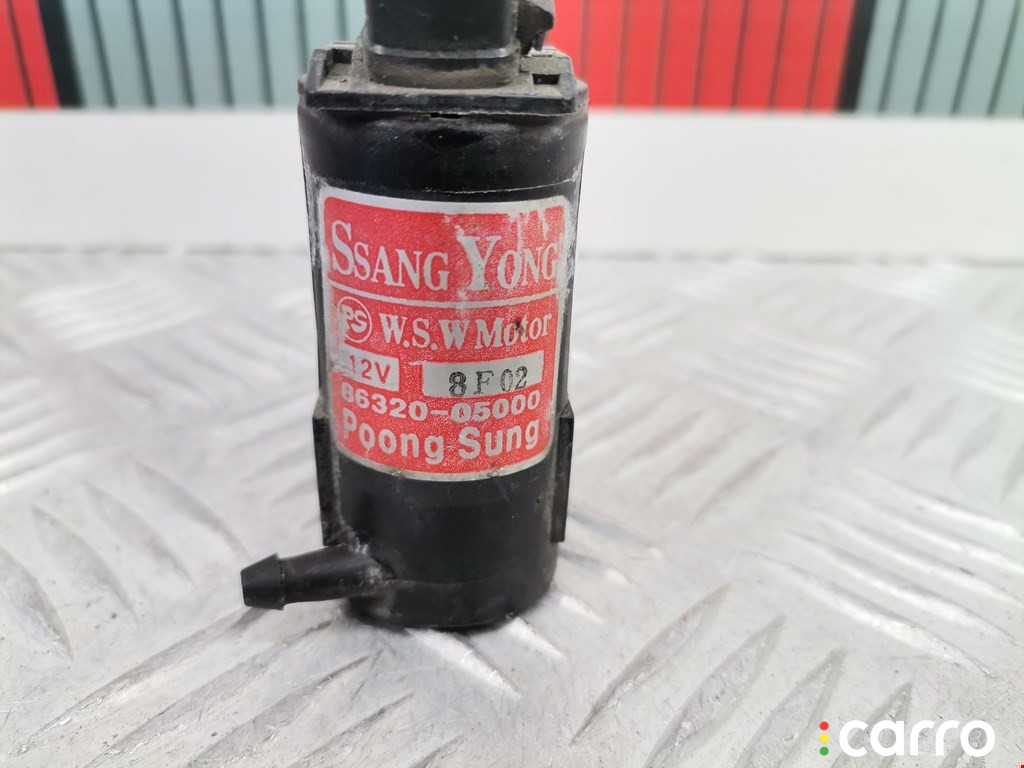 SSANG YONG
PS W.S.W Motor
12V 8F02
86320-05000
Poong Sung
carro